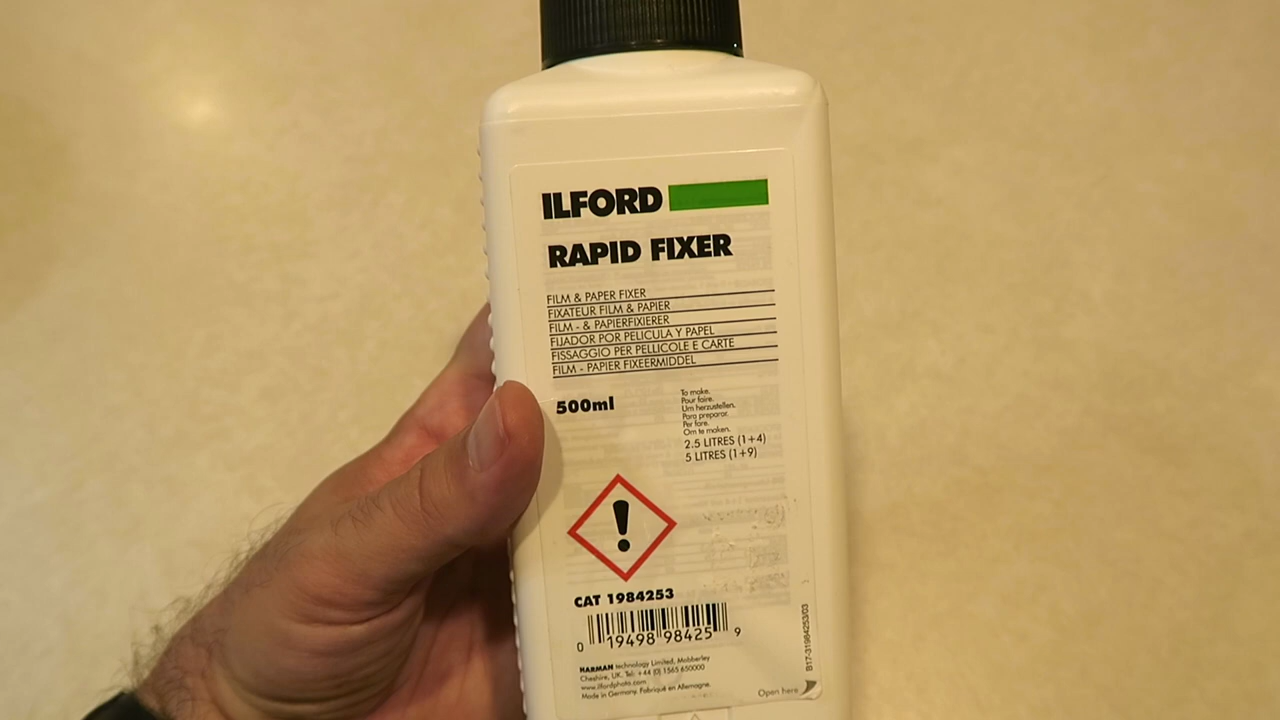 ILFORD
RAPID FIXER
FILM & PAPER FIXER
FIXATEUR FILM & PAPIER
FILM - & PAPIERFIXIERER
FIJADOR POR PELICULA Y PAPEL
FISSAGGIO PER PELLICOLE E CARTE
FILM - PAPIER FIXEERMIDDEL
500ml
To make.
Pour faire.
Um herzustellen.
Para preparar.
Per fare.
Om te maken.
2.5 LITRES (1+4)
5 LITRES (1+9)
CAT 1984253
0 19498 98425 9
HARMAN technology Limited, Mobberley
Cheshire, UK. Tel: +44 (0) 1565 650000
www.ilfordphoto.com
Made in Germany. Fabriqué en Allemagne.
B17-31984253/03
Open here